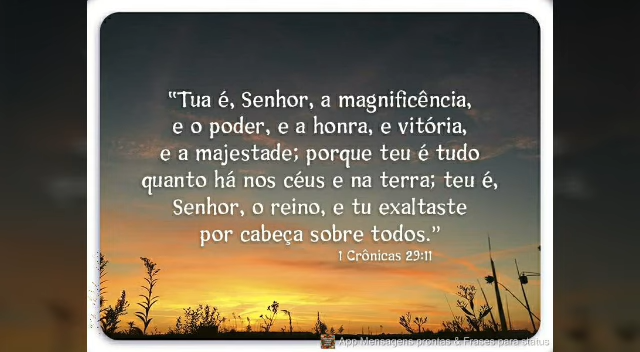 “Tua é, Senhor, a magnificência,
e o poder, e a honra, e vitória,
e a majestade; porque teu é tudo
quanto há nos céus e na terra; teu é,
Senhor, o reino, e tu exaltaste
por cabeça sobre todos.”
1 Crônicas 29:11
App Mensagens prontas & Frases para status